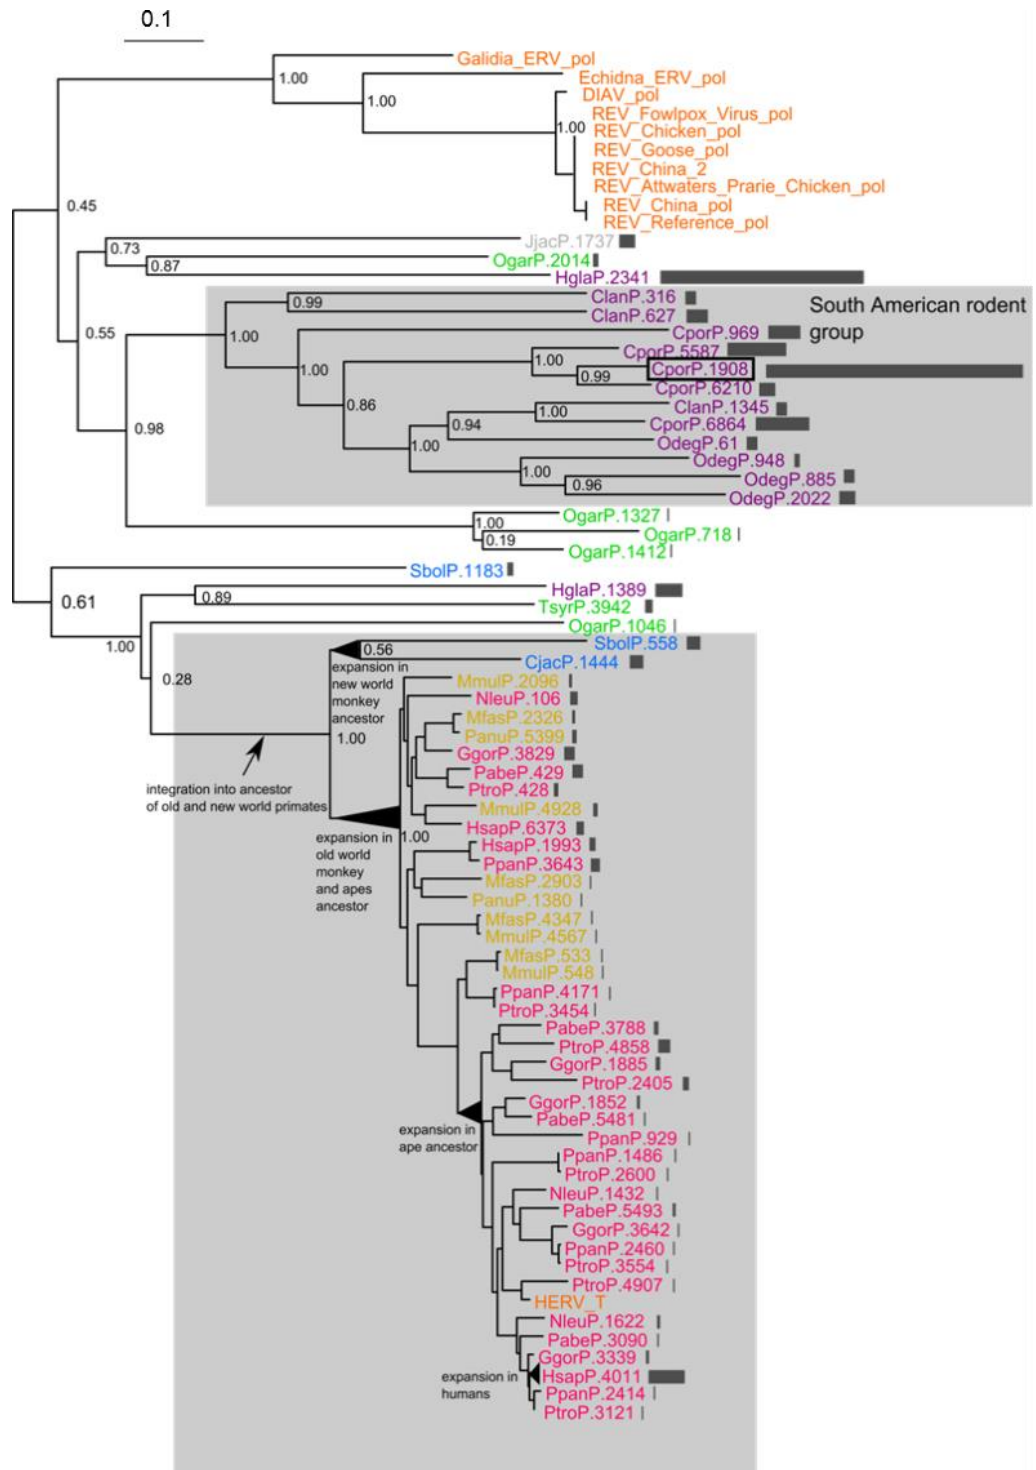 0.1
Galidia_ERV_pol
1.00
Echidna_ERV_pol
1.00
DIAV_pol
REV_Fowlpox_Virus_pol
1.00
REV_Chicken_pol
REV_Goose_pol
REV_China_2
REV_Attwaters_Prarie_Chicken_pol
REV_China_pol
REV_Reference_pol
0.45
JjacP.1737
0.73
OgarP.2014
0.87
HglaP.2341
0.55
South American rodent
group
ClanP.316
0.99
ClanP.627
1.00
CporP.969
1.00
CporP.5587
1.00
CporP.1908
0.99
CporP.6210
0.86
ClanP.1345
1.00
CporP.6864
0.94
OdegP.61
1.00
OdegP.948
1.00
OdegP.885
0.96
OdegP.2022
0.98
OgarP.1327
1.00
OgarP.718
0.19
OgarP.1412
SbolP.1183
0.61
HglaP.1389
0.89
TsyrP.3942
OgarP.1046
1.00
0.28
SbolP.558
0.56
CjacP.1444
expansion in
new world
monkey
ancestor
1.00
integration into ancestor
of old and new world primates
MmulP.2096
NleuP.106
MfasP.2326
PanuP.5399
GgorP.3829
PabeP.429
PtroP.428
MmulP.4928
HsapP.6373
1.00
expansion in
old world
monkey
and apes
ancestor
HsapP.1993
PpanP.3643
MfasP.2903
PanuP.1380
MfasP.4347
MmulP.4567
MfasP.533
MmulP.548
PpanP.4171
PtroP.3454
PabeP.3788
PtroP.4858
GgorP.1885
PtroP.2405
GgorP.1852
PabeP.5481
expansion in
ape ancestor
PpanP.929
PpanP.1486
PtroP.2600
NleuP.1432
PabeP.5493
GgorP.3642
PpanP.2460
PtroP.3554
PtroP.4907
HERV_T
NleuP.1622
PabeP.3090
GgorP.3339
expansion in
humans
HsapP.4011
PpanP.2414
PtroP.3121